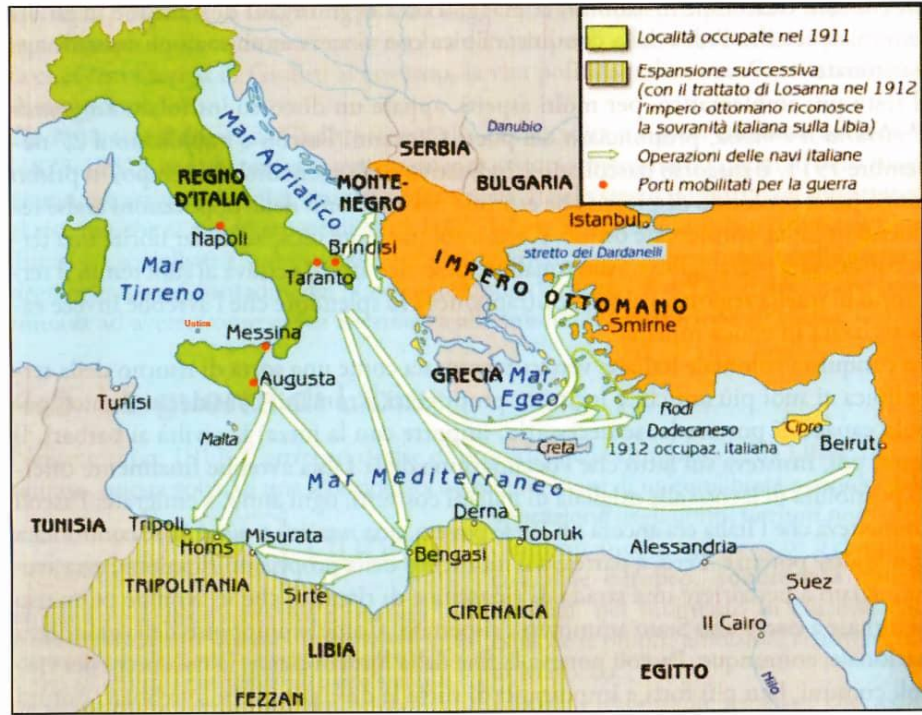 Località occupate nel 1911
Espansione successiva
(con il trattato di Losanna nel 1912
l'impero ottomano riconosce
la sovranità italiana sulla Libia)
Operazioni delle navi italiane
Porti mobilitati per la guerra
Danubio
SERBIA
Mar Adriatico
MONTE-
NEGRO
BULGARIA
REGNO
D'ITALIA
Istanbul
Napoli
Brindisi
stretto dei Dardanelli
Taranto
IMPERO OTTOMANO
Mar
Tirreno
Ustica
Messina
Smirne
GRECIA
Mar
Egeo
Augusta
Tunisi
Rodi
Malta
Dodecaneso
1912 occupaz. italiana
Creta
Cipro
Beirut
Mar Mediterraneo
TUNISIA
Tripoli
Homs
Misurata
Derna
Tobruk
Bengasi
Alessandria
TRIPOLITANIA
Sirte
CIRENAICA
Suez
Il Cairo
LIBIA
EGITTO
Nilo
FEZZAN